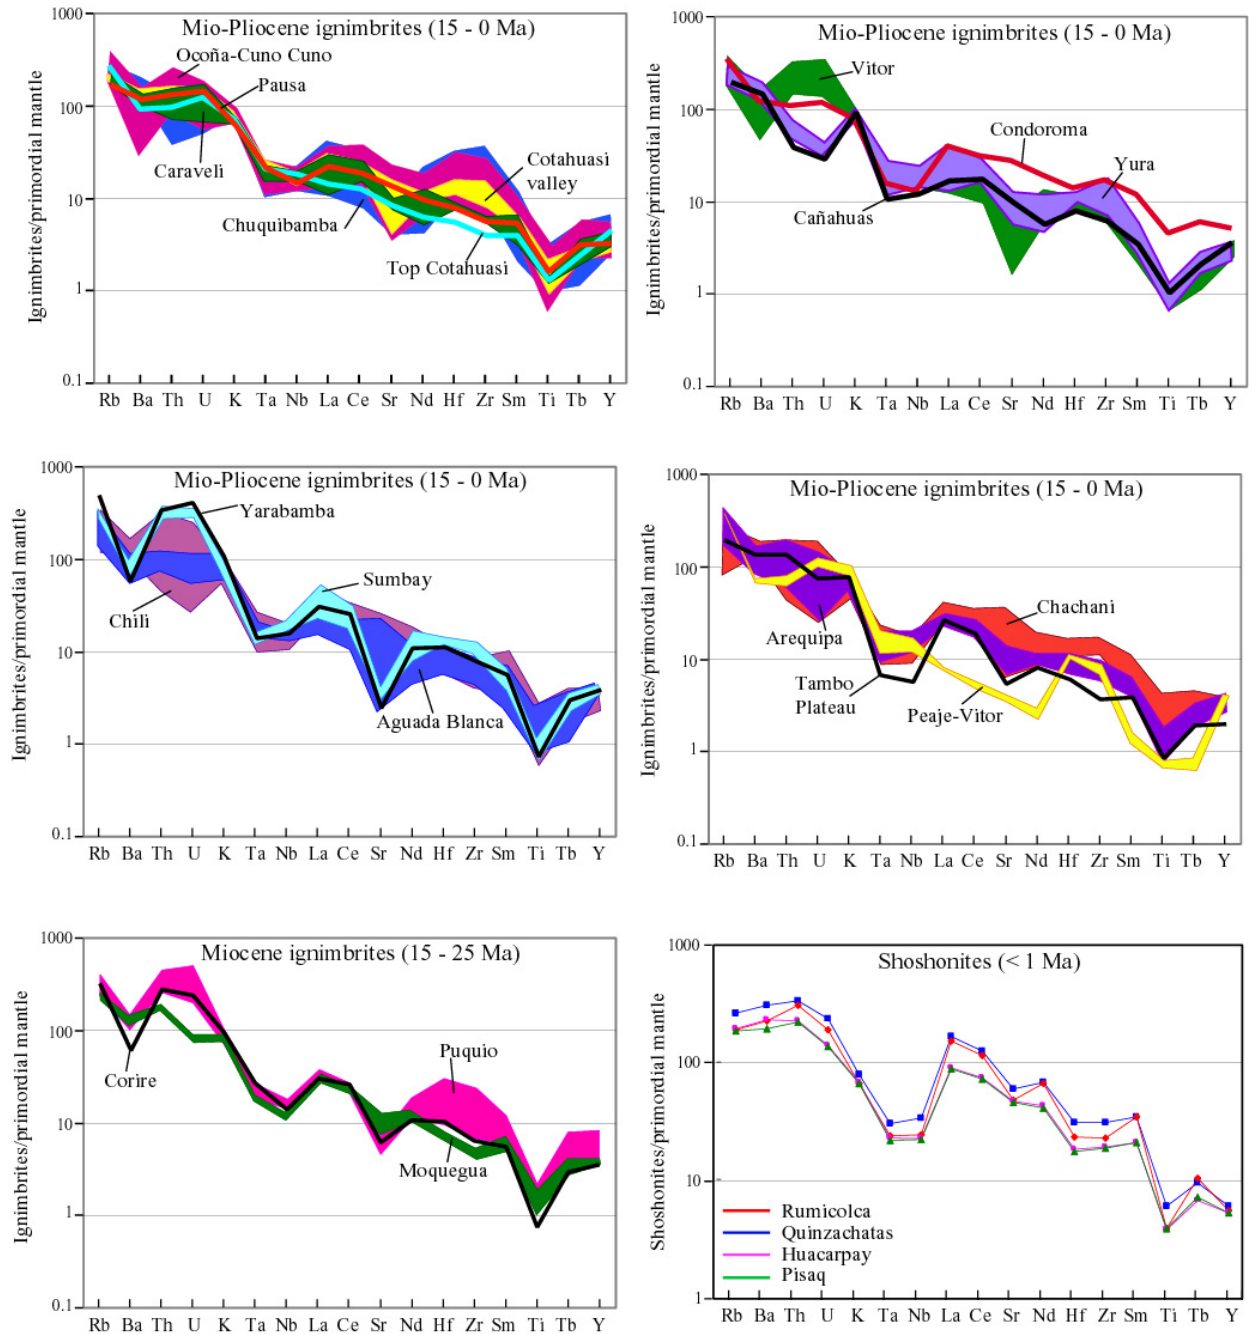 Mio-Pliocene ignimbrites (15 - 0 Ma)
Ocoña-Cuno Cuno
Pausa
Caraveli
Cotahuasi
valley
Chuquibamba
Top Cotahuasi
Ignimbrites/primordial mantle
1000
100
10
1
0.1
Rb Ba Th U K Ta Nb La Ce Sr Nd Hf Zr Sm Ti Tb Y
Mio-Pliocene ignimbrites (15 - 0 Ma)
Vitor
Condoroma
Yura
Cañahuas
Ignimbrites/primordial mantle
1000
100
10
1
0.1
Rb Ba Th U K Ta Nb La Ce Sr Nd Hf Zr Sm Ti Tb Y
Mio-Pliocene ignimbrites (15 - 0 Ma)
Yarabamba
Sumbay
Chili
Aguada Blanca
Ignimbrites/primordial mantle
1000
100
10
1
0.1
Rb Ba Th U K Ta Nb La Ce Sr Nd Hf Zr Sm Ti Tb Y
Mio-Pliocene ignimbrites (15 - 0 Ma)
Chachani
Arequipa
Tambo
Plateau
Peaje-Vitor
Ignimbrites/primordial mantle
1000
100
10
1
0.1
Rb Ba Th U K Ta Nb La Ce Sr Nd Hf Zr Sm Ti Tb Y
Miocene ignimbrites (15 - 25 Ma)
Puquio
Corire
Moquegua
Ignimbrites/primordial mantle
1000
100
10
1
0.1
Rb Ba Th U K Ta Nb La Ce Sr Nd Hf Zr Sm Ti Tb Y
Shoshonites (< 1 Ma)
Shoshonites/primordial mantle
1000
100
10
1
Rumicolca
Quinzachatas
Huacarpay
Pisaq
Rb Ba Th U K Ta Nb La Ce Sr Nd Hf Zr Sm Ti Tb Y